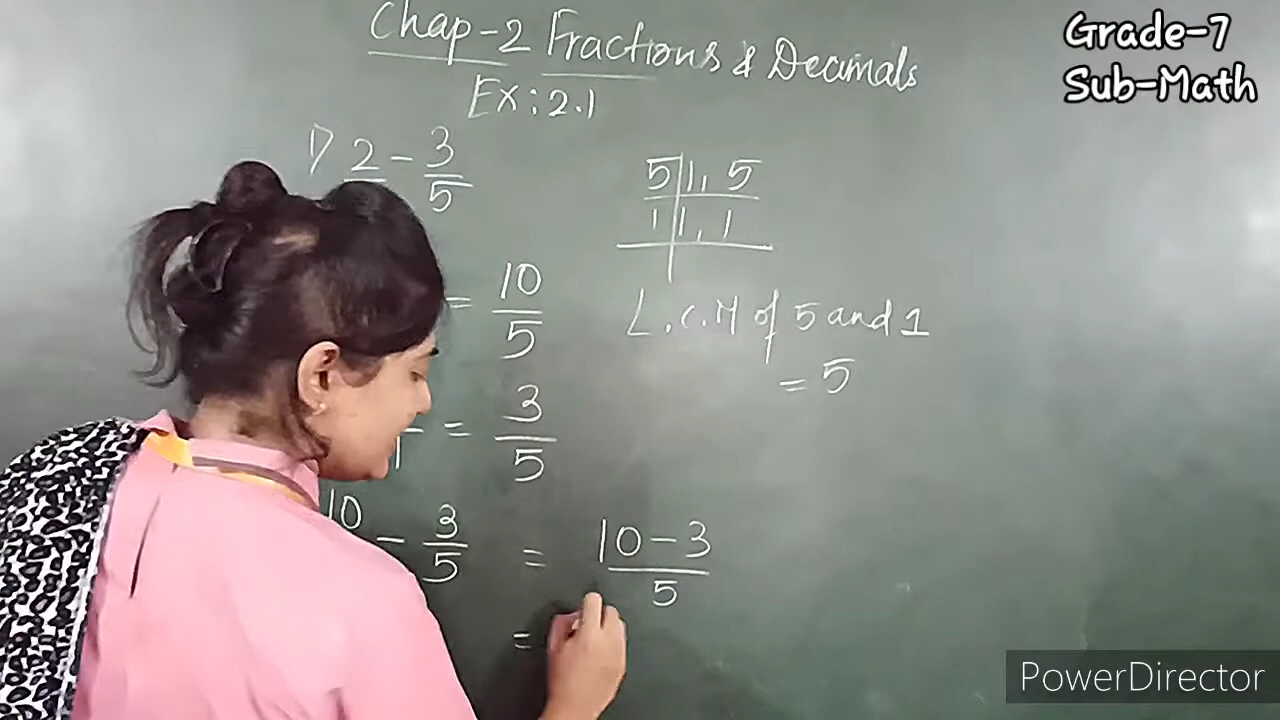 Chap-2 Fractions & Decimals
Ex: 2.1
Grade-7
Sub-Math
1) 2 - 3/5
5 | 1, 5
1 | 1, 1
= 10/5
L.C.M of 5 and 1
= 5
= 3/5
10 - 3/5 = 10-3/5
=
PowerDirector